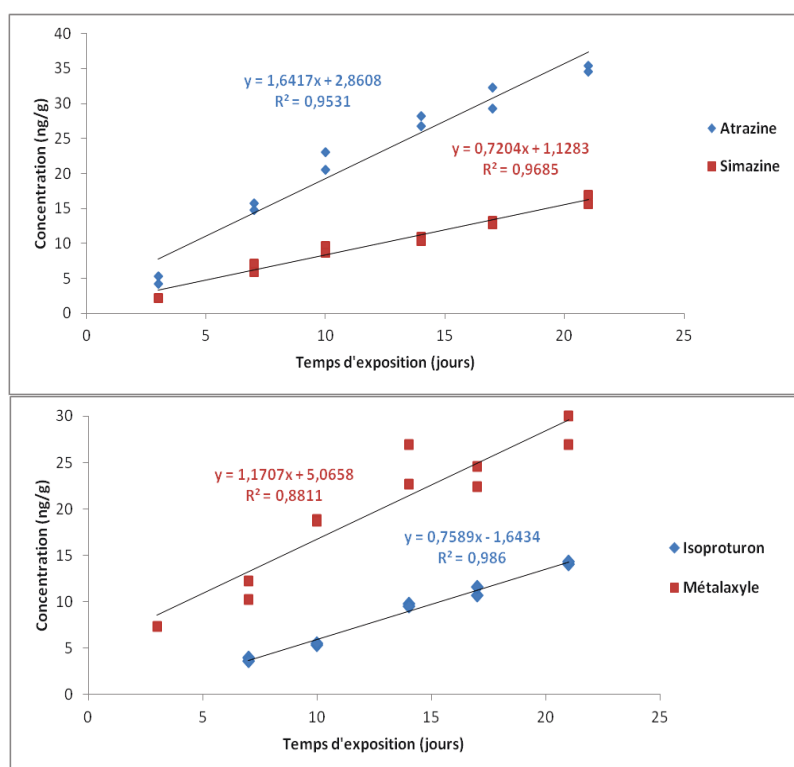 40
35
30
25
20
15
10
5
0
Concentration (ng/g)
y = 1,6417x + 2,8608
R² = 0,9531
y = 0,7204x + 1,1283
R² = 0,9685
Atrazine
Simazine
0 5 10 15 20 25
Temps d'exposition (jours)
30
25
20
15
10
5
0
Concentration (ng/g)
y = 1,1707x + 5,0658
R² = 0,8811
y = 0,7589x - 1,6434
R² = 0,986
Isoproturon
Métalaxyle
0 5 10 15 20 25
Temps d'exposition (jours)